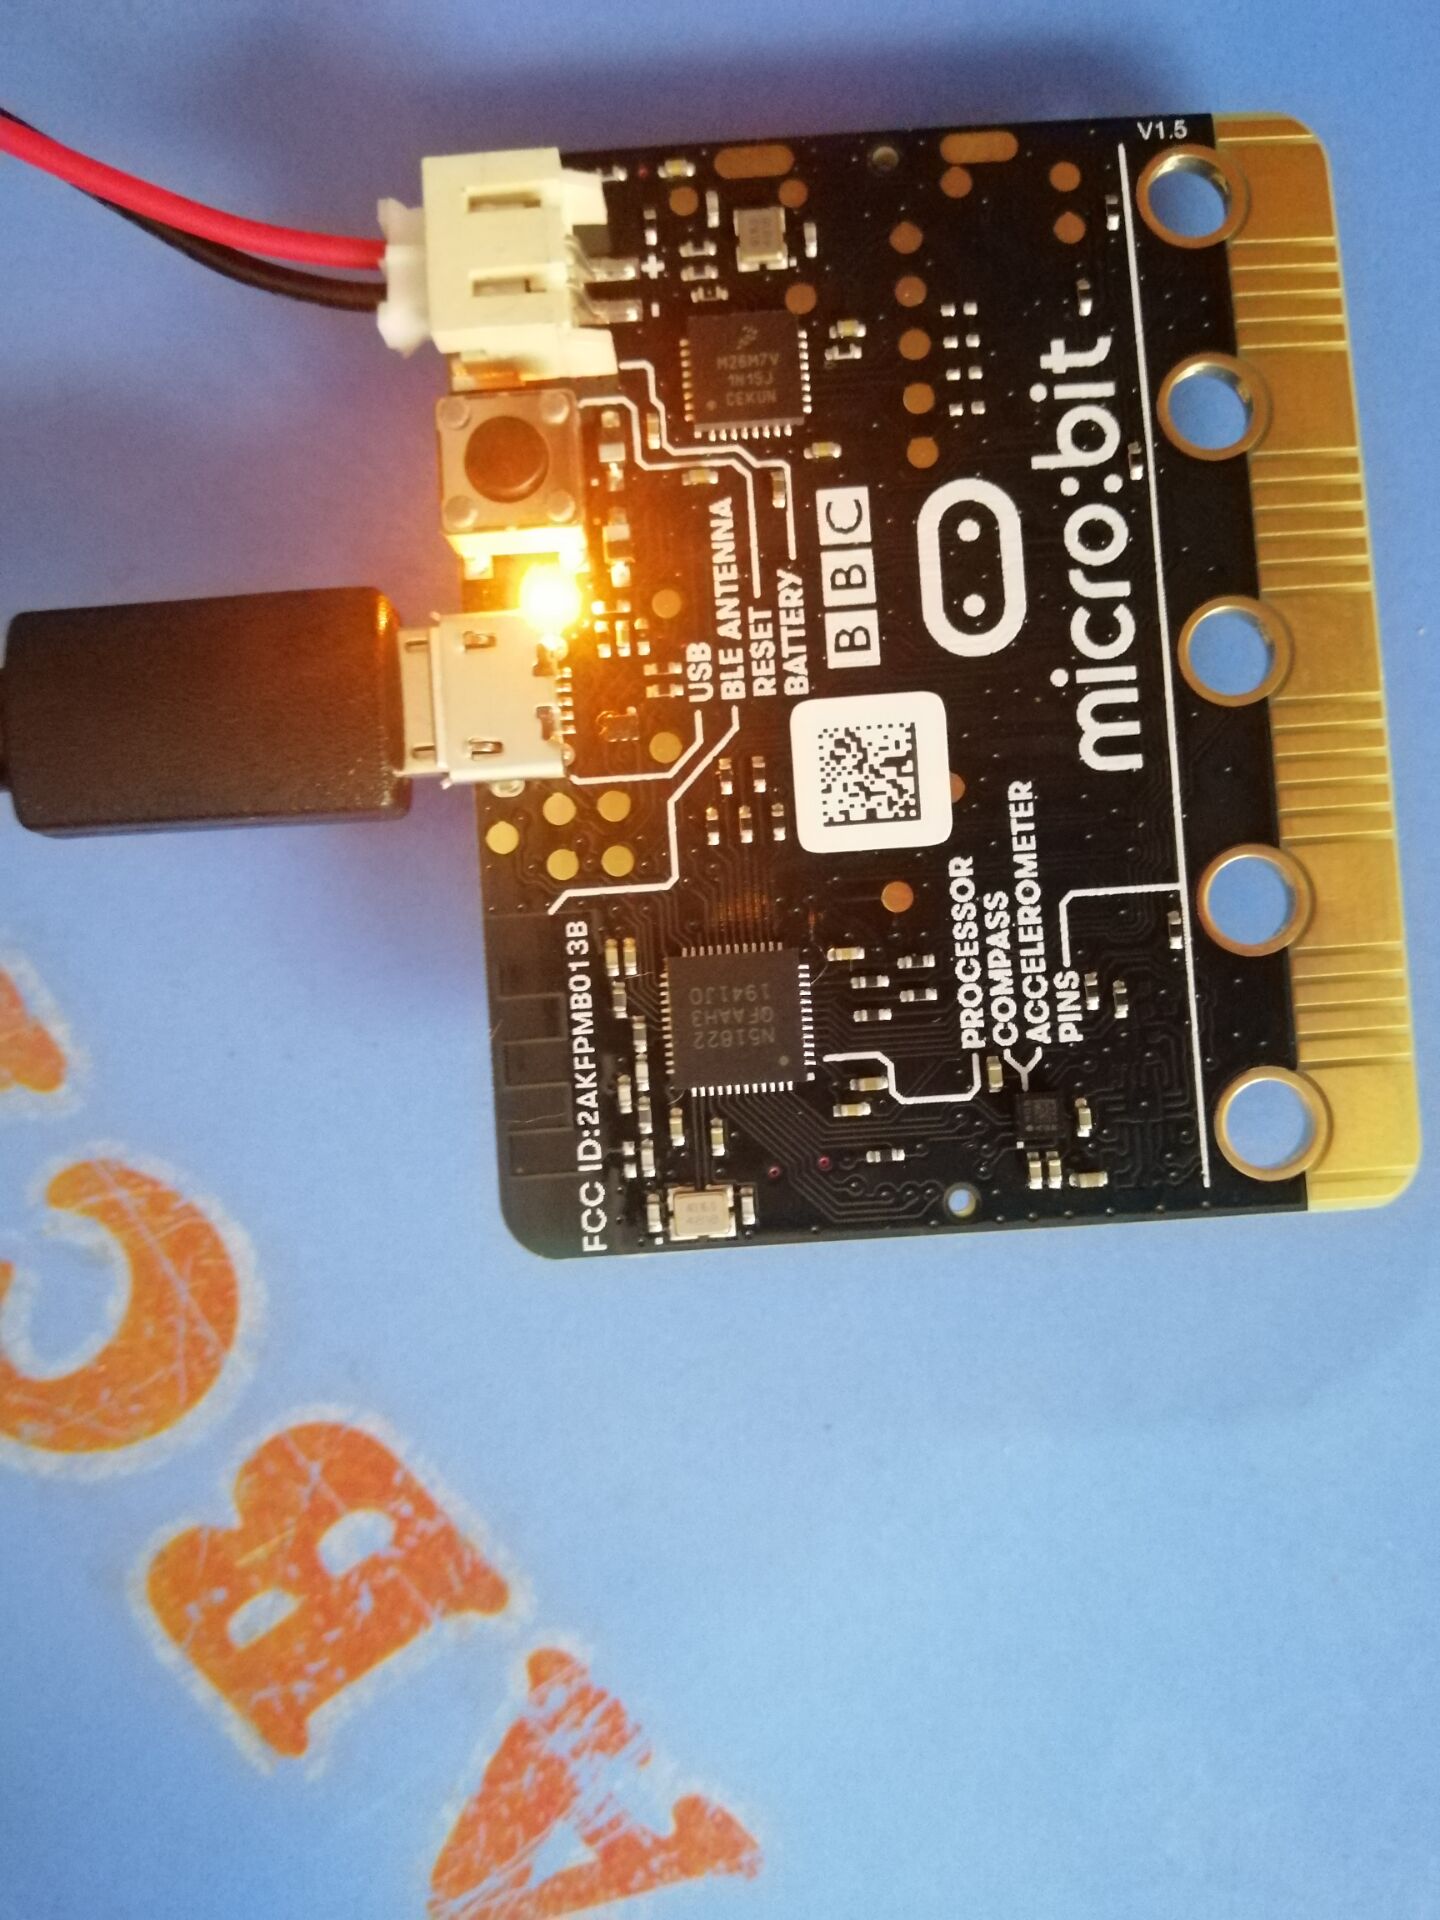 V1.5
micro:bit
BBC
USB
BLE ANTENNA
RESET
BATTERY
+
-
M26M7V
1N15J
CEKUN
PROCESSOR
COMPASS
ACCELEROMETER
PINS
FCC ID:2AKFPMB013B
N51822
QFAAH3
1941J0
C
B
A